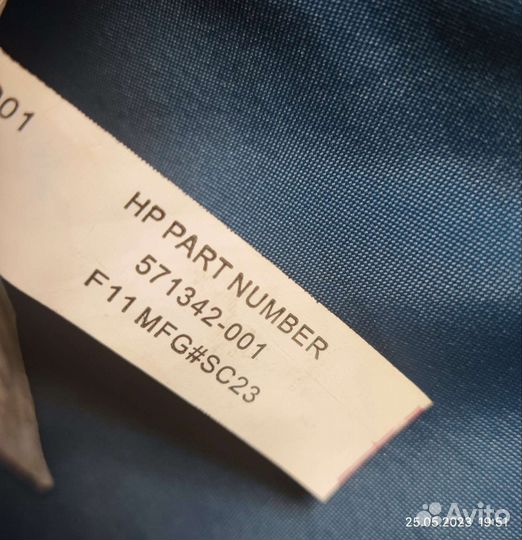 001
HP PART NUMBER
571342-001
F11 MFG#SC23
Avito
25.05.2023 19:51